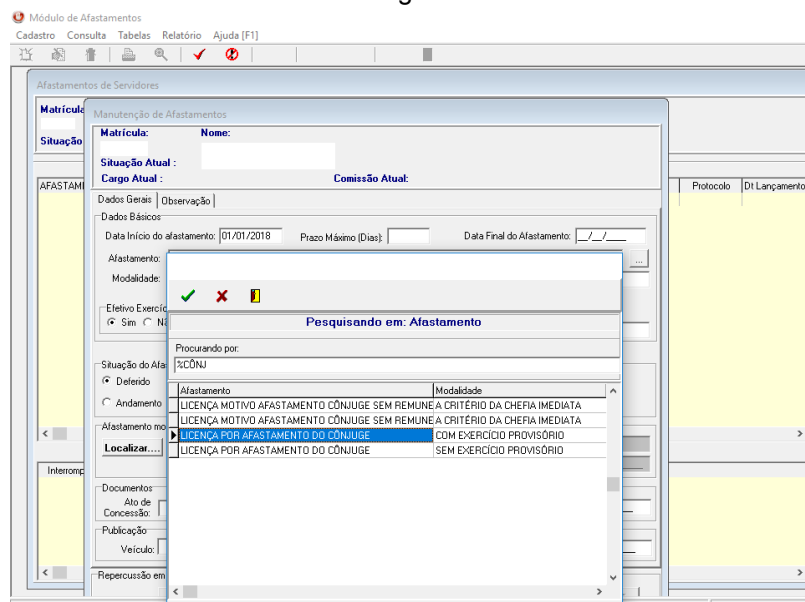 Módulo de Afastamentos
Cadastro Consulta Tabelas Relatório Ajuda [F1]
Afastamentos de Servidores
Matrícula
Situação
AFASTAM
Protocolo Dt Lançamento
Manutenção de Afastamentos
Matrícula: Nome:
Situação Atual :
Cargo Atual : Comissão Atual:
Dados Gerais Observação
Dados Básicos
Data Início do afastamento: 01/01/2018 Prazo Máximo (Dias): Data Final do Afastamento: __/__/____
Afastamento: ...
Modalidade:
Efetivo Exercíc
Sim Nã
Pesquisando em: Afastamento
Procurando por:
%CÔNJ
Afastamento Modalidade
LICENÇA MOTIVO AFASTAMENTO CÔNJUGE SEM REMUNE A CRITÉRIO DA CHEFIA IMEDIATA
LICENÇA MOTIVO AFASTAMENTO CÔNJUGE SEM REMUNE A CRITÉRIO DA CHEFIA IMEDIATA
LICENÇA POR AFASTAMENTO DO CÔNJUGE COM EXERCÍCIO PROVISÓRIO
LICENÇA POR AFASTAMENTO DO CÔNJUGE SEM EXERCÍCIO PROVISÓRIO
Situação do Afa
Deferido
Andamento
Afastamento mo
Localizar....
Interromp
Documentos
Ato de
Concessão:
Publicação
Veículo:
Repercussão em